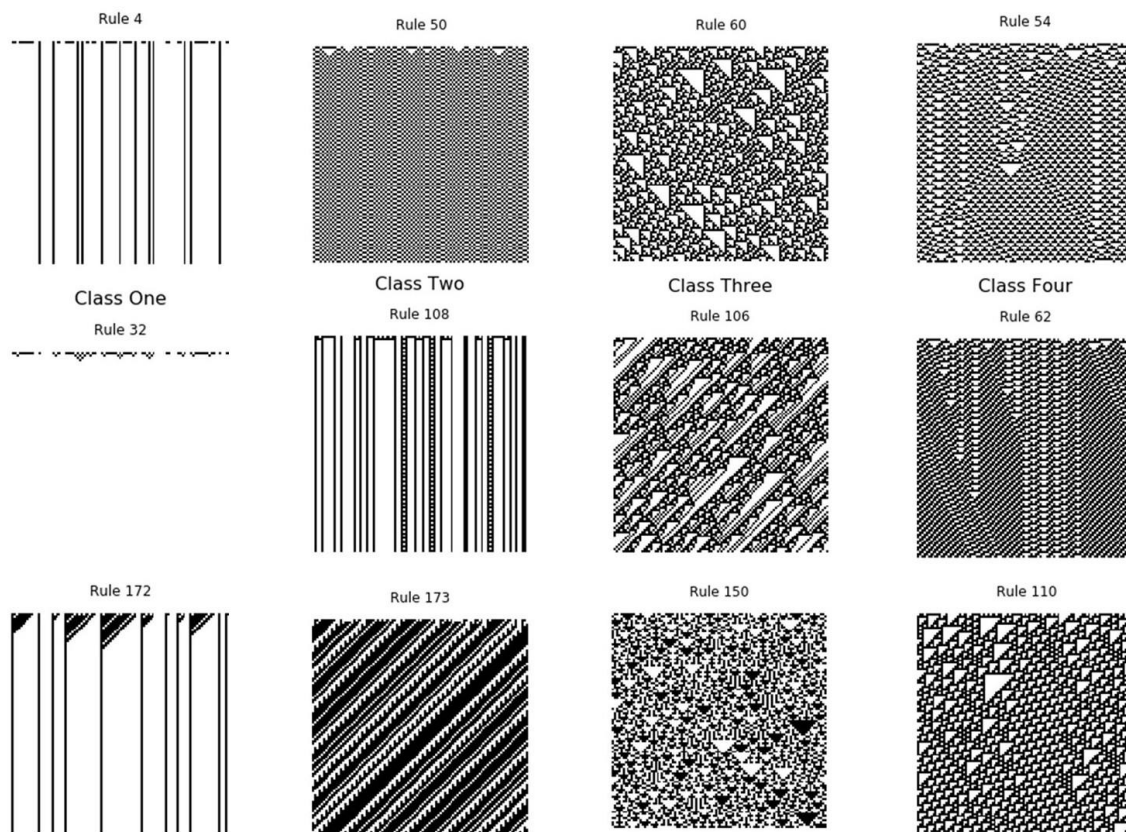 Rule 4
Rule 50
Rule 60
Rule 54
Class One
Class Two
Class Three
Class Four
Rule 32
Rule 108
Rule 106
Rule 62
Rule 172
Rule 173
Rule 150
Rule 110